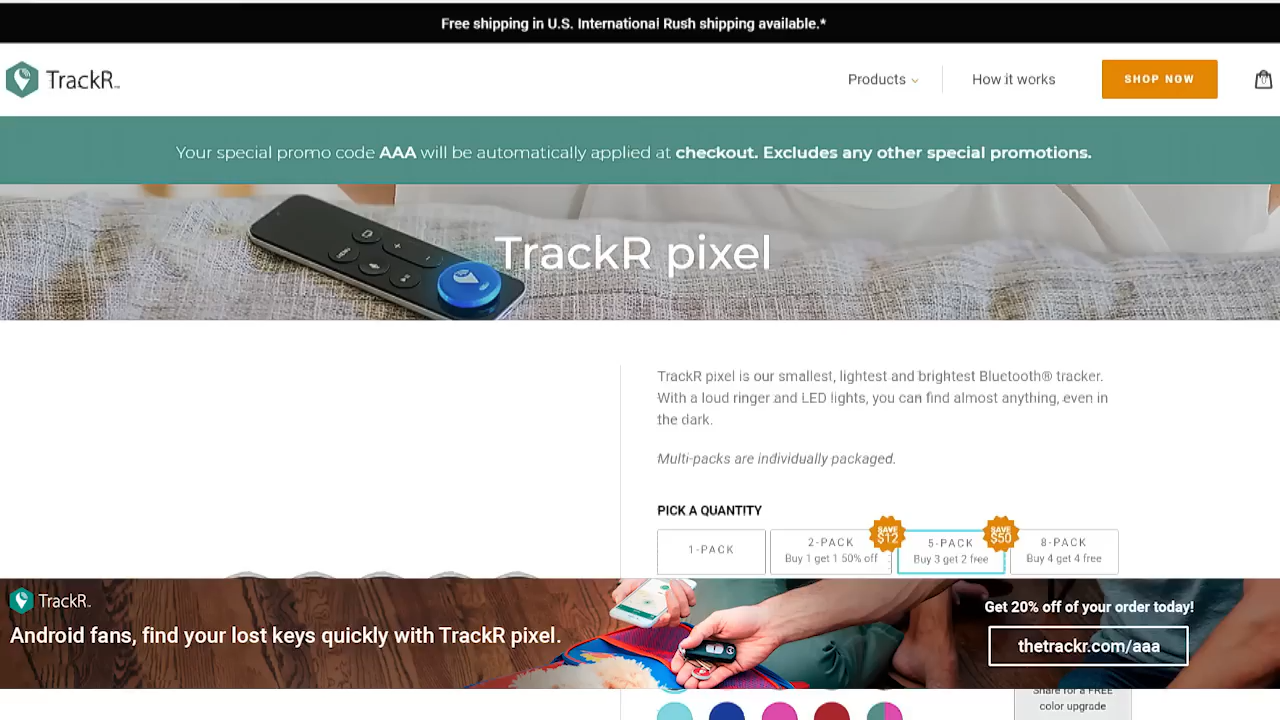 Free shipping in U.S. International Rush shipping available.*
TrackR
Products
How it works
SHOP NOW
0
Your special promo code AAA will be automatically applied at checkout. Excludes any other special promotions.
MENU
TrackR pixel
TrackR pixel is our smallest, lightest and brightest Bluetooth® tracker.
With a loud ringer and LED lights, you can find almost anything, even in
the dark.
Multi-packs are individually packaged.
PICK A QUANTITY
1-PACK
2-PACK
Buy 1 get 1 50% off
SAVE
$12
5-PACK
Buy 3 get 2 free
SAVE
$50
8-PACK
Buy 4 get 4 free
TrackR
Android fans, find your lost keys quickly with TrackR pixel.
Get 20% off of your order today!
thetrackr.com/aaa
Share for a FREE
color upgrade